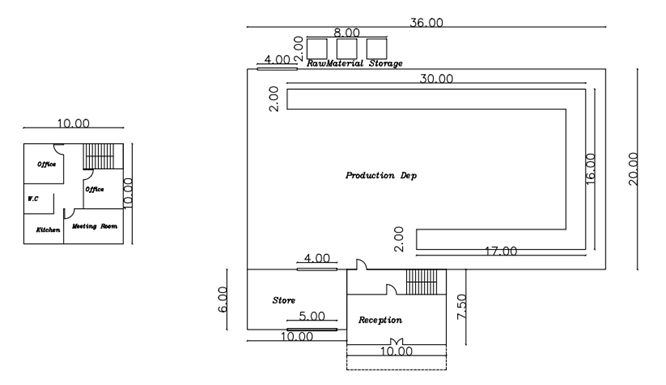 36.00
8.00
2.00
RawMaterial Storage
4.00
30.00
2.00
10.00
Office
Office
W.C
Kitchen
Meeting Room
10.00
Production Dep
16.00
20.00
2.00
17.00
4.00
6.00
Store
5.00
10.00
Reception
7.50
10.00